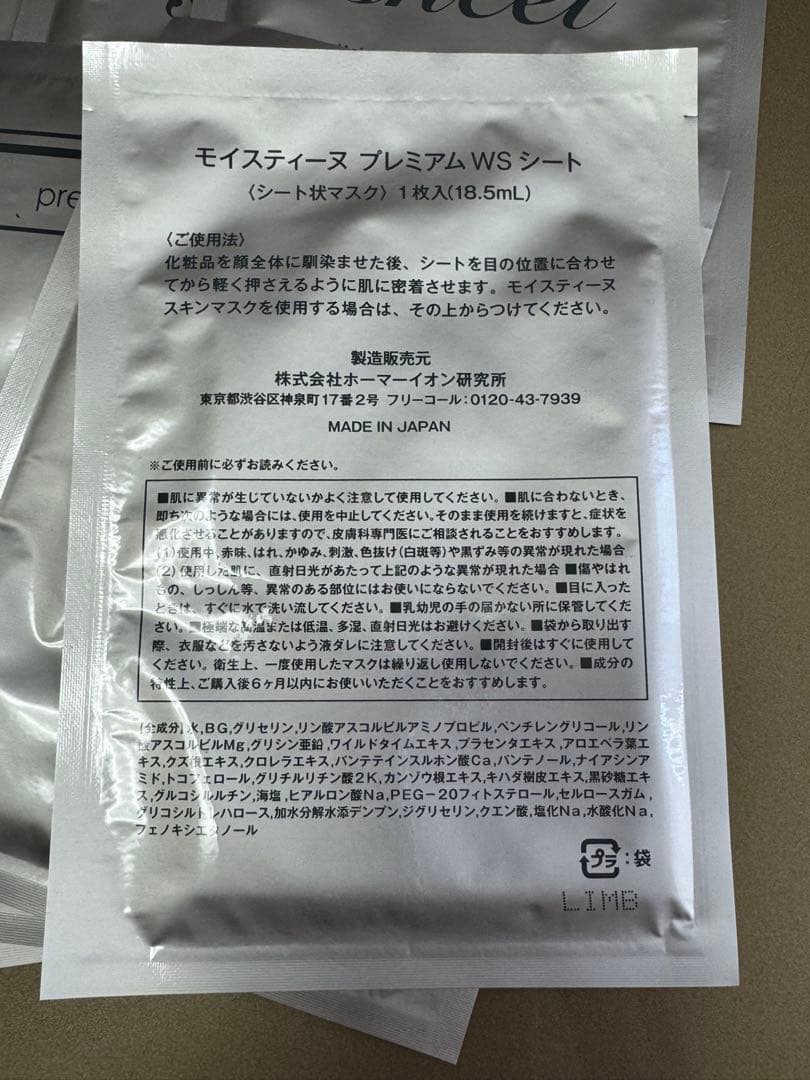 sheet
pre
モイスティーヌ プレミアムWSシート
〈シート状マスク〉1枚入(18.5mL)
〈ご使用法〉
化粧品を顔全体に馴染ませた後、シートを目の位置に合わせ
てから軽く押さえるように肌に密着させます。モイスティーヌ
スキンマスクを使用する場合は、その上からつけてください。
製造販売元
株式会社ホーマーイオン研究所
東京都渋谷区神泉町17番2号 フリーコール:0120-43-7939
MADE IN JAPAN
※ご使用前に必ずお読みください。
■肌に異常が生じていないかよく注意して使用してください。■肌に合わないとき、
即ち次のような場合には、使用を中止してください。そのまま使用を続けますと、症状を
悪化させることがありますので、皮膚科専門医にご相談されることをおすすめします。
(1)使用中、赤味、はれ、かゆみ、刺激、色抜け(白斑等)や黒ずみ等の異常が現れた場合
(2)使用した肌に、直射日光があたって上記のような異常が現れた場合 ■傷やはれ
もの、しっしん等、異常のある部位にはお使いにならないでください。■目に入った
ときは、すぐに水で洗い流してください。■乳幼児の手の届かない所に保管してくだ
さい。■極端な高温または低温、多湿、直射日光はお避けください。■袋から取り出す
際、衣服などを汚さないよう液ダレに注意してください。■開封後はすぐに使用して
ください。衛生上、一度使用したマスクは繰り返し使用しないでください。■成分の
特性上、ご購入後6ヶ月以内にお使いいただくことをおすすめします。
[全成分]水,BG,グリセリン,リン酸アスコルビルアミノプロピル,ペンチレングリコール,リン
酸アスコルビルMg,グリシン亜鉛,ワイルドタイムエキス,プラセンタエキス,アロエベラ葉エ
キス,クズ根エキス,クロレラエキス,パンテテインスルホン酸Ca,パンテノール,ナイアシンア
ミド,トコフェロール,グリチルリチン酸2K,カンゾウ根エキス,キハダ樹皮エキス,黒砂糖エキ
ス,グルコシルルチン,海塩,ヒアルロン酸Na,PEG-20フィトステロール,セルロースガム,
グリコシルトレハロース,加水分解水添デンプン,ジグリセリン,クエン酸,塩化Na,水酸化Na,
フェノキシエタノール
プラ:袋
LIMB